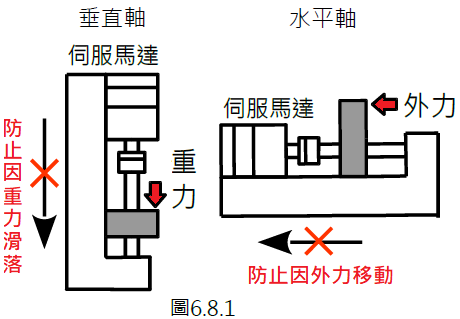 垂直軸
伺服馬達
防止因重力滑落
重力
水平軸
伺服馬達
外力
防止因外力移動
圖6.8.1